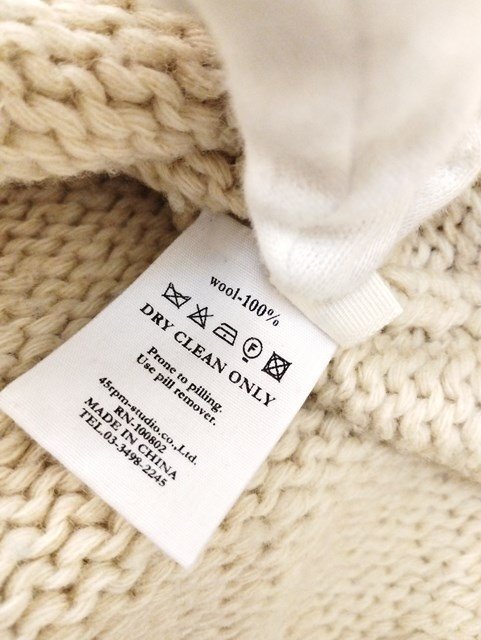 wool-100%
F
DRY CLEAN ONLY
Prone to pilling.
Use pill remover.
45rpm-studio.co.,Ltd.
RN:100802
MADE IN CHINA
TEL.03-3498-2245